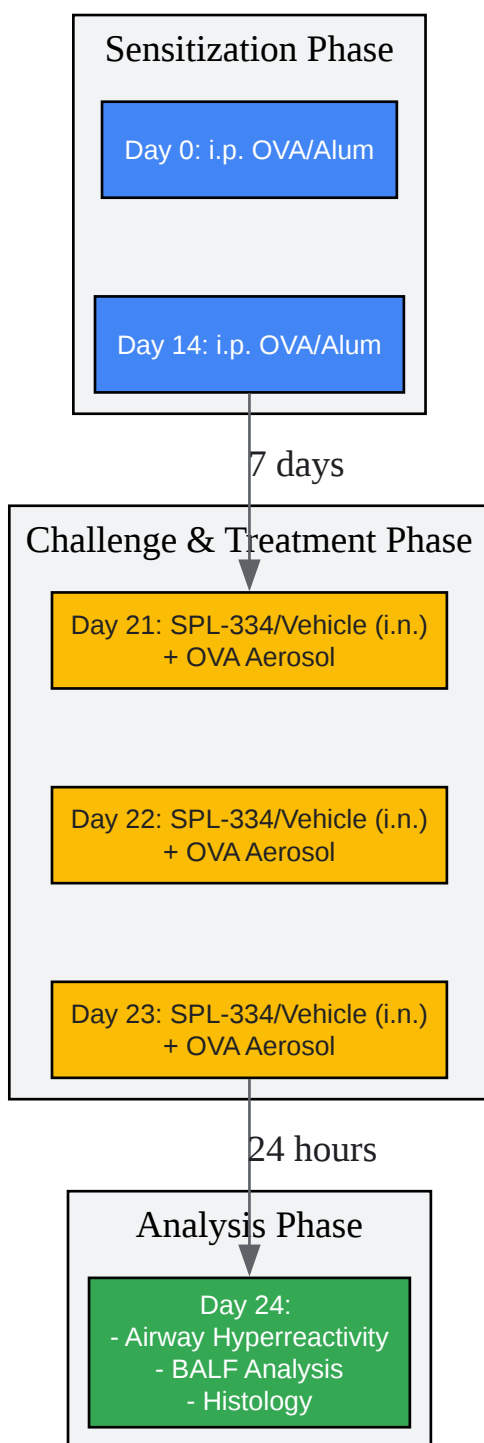 Sensitization Phase
Day 0: i.p. OVA/Alum
Day 14: i.p. OVA/Alum
7 days
Challenge & Treatment Phase
Day 21: SPL-334/Vehicle (i.n.)
+ OVA Aerosol
Day 22: SPL-334/Vehicle (i.n.)
+ OVA Aerosol
Day 23: SPL-334/Vehicle (i.n.)
+ OVA Aerosol
24 hours
Analysis Phase
Day 24:
- Airway Hyperreactivity
- BALF Analysis
- Histology